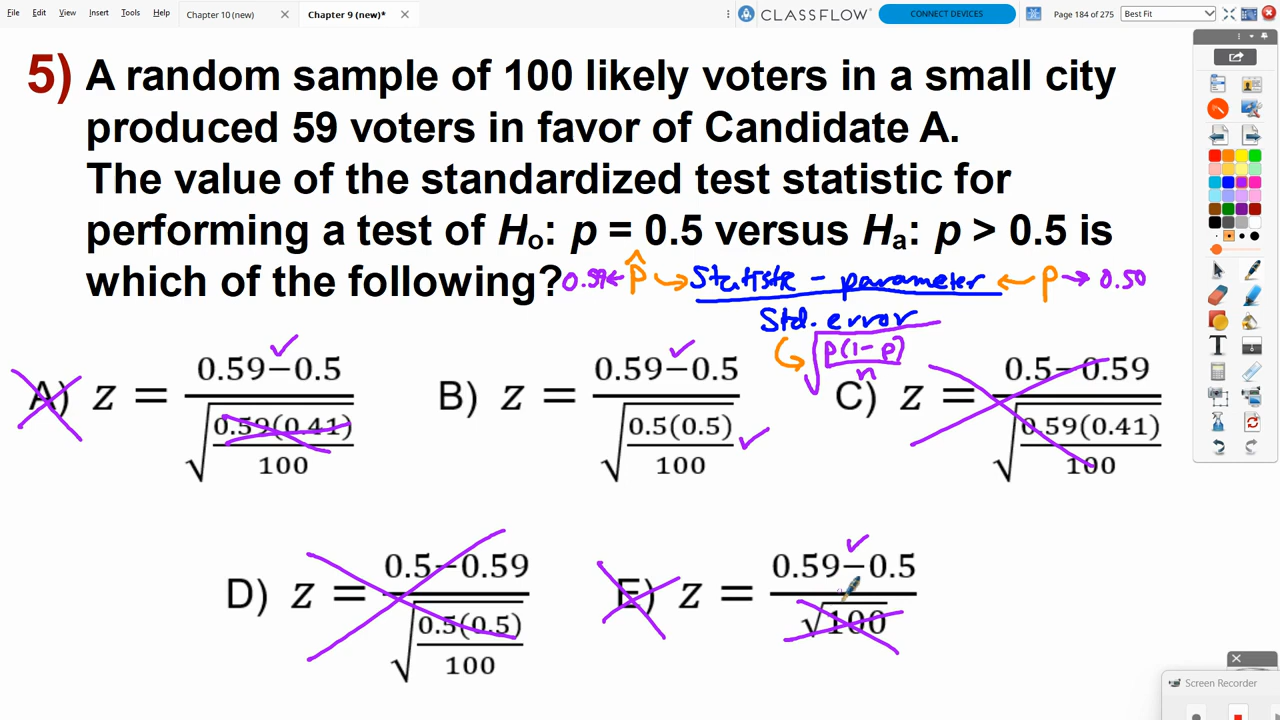 File Edit View Insert Tools Help
Chapter 9 (new)*
CLASSFLOW
CONNECT DEVICES
Page 184 of 275
Best Fit
5) A random sample of 100 likely voters in a small city
produced 59 voters in favor of Candidate A.
The value of the standardized test statistic for
performing a test of Hₒ: p = 0.5 versus Hₐ: p > 0.5 is
which of the following?
0.59 ← p̂ → Statistic - parameter ← p → 0.50
Std. error
√(p(1-p)/n)
A) z = (0.59−0.5)/√(0.59(0.41)/100)
B) z = (0.59−0.5)/√(0.5(0.5)/100)
C) z = (0.5−0.59)/√(0.59(0.41)/100)
D) z = (0.5−0.59)/√(0.5(0.5)/100)
E) z = (0.59−0.5)/√100
Screen Recorder